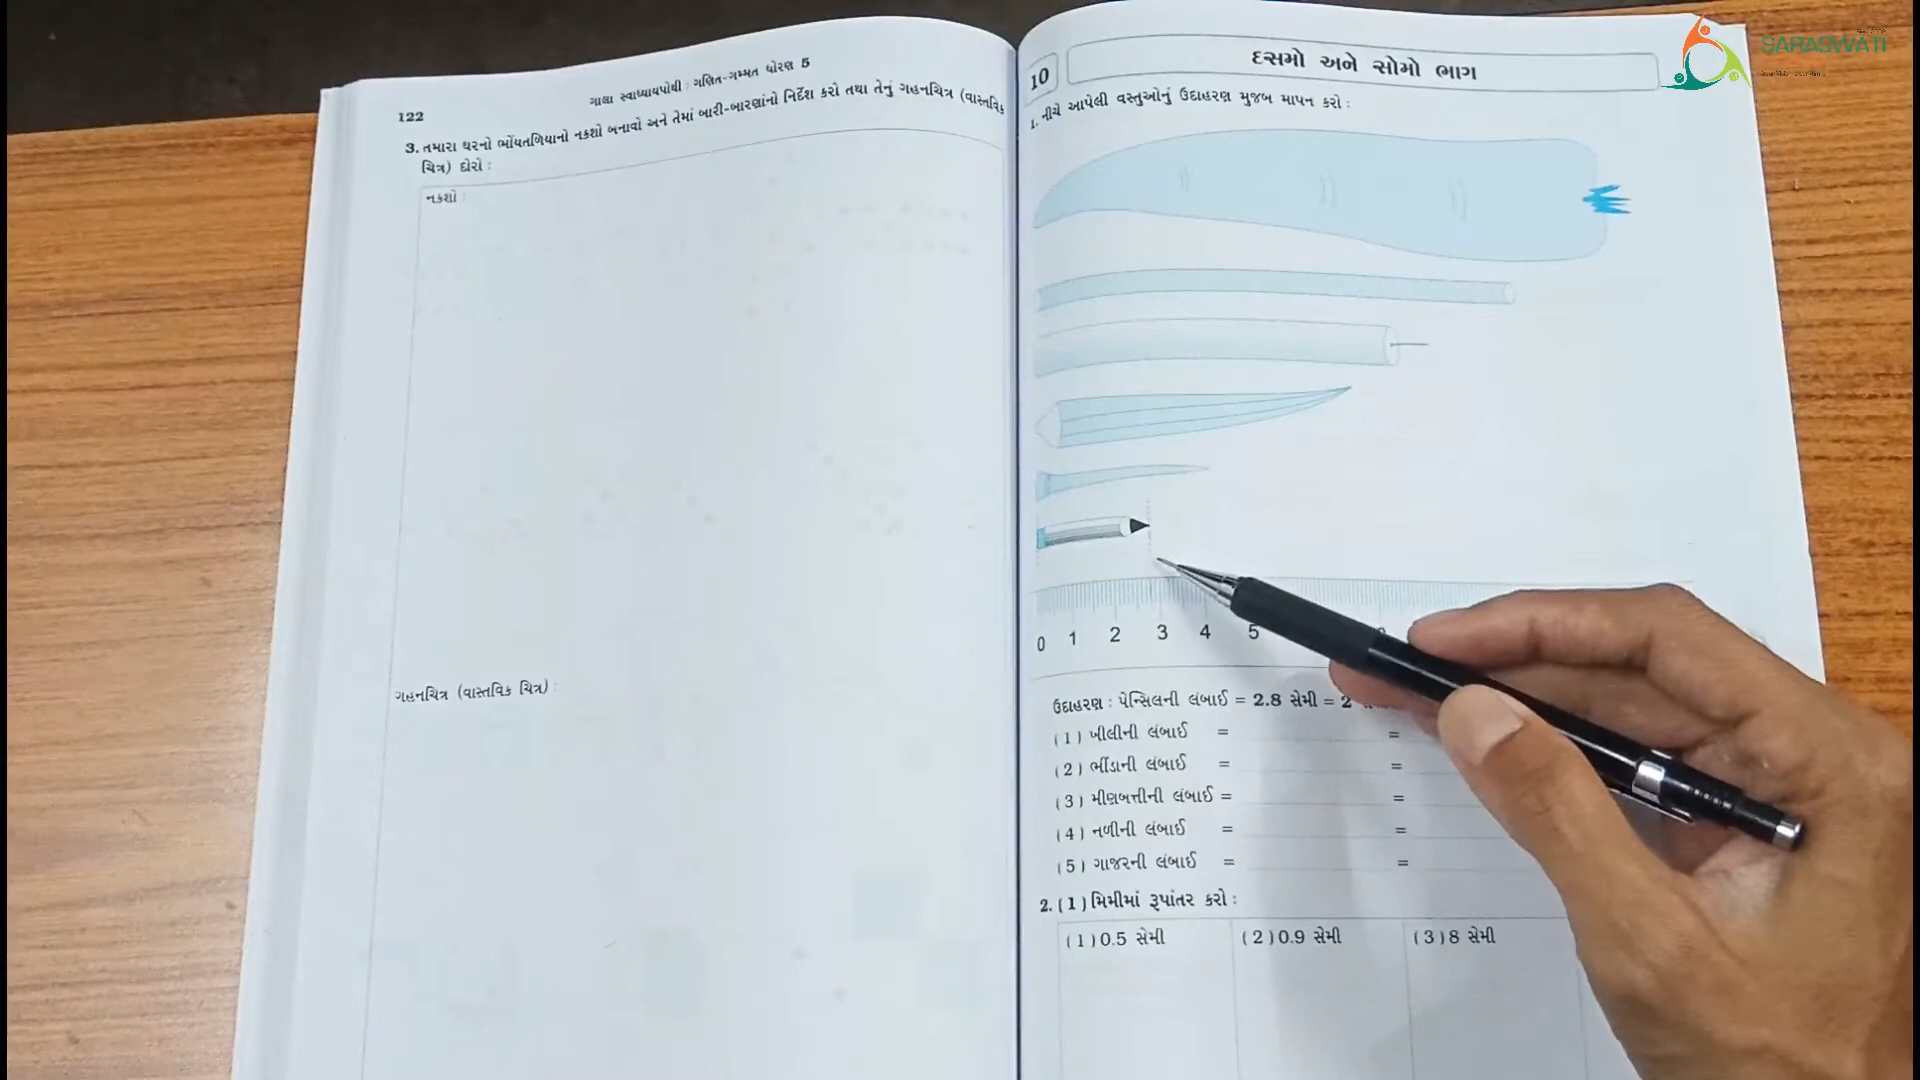 122
ગાલા સ્વાધ્યાયપોથી : ગણિત-ગમ્મત ધોરણ 5
3. તમારા ઘરનો ભોંયતળિયાનો નકશો બનાવો અને તેમાં બારી-બારણાંનો નિર્દેશ કરો તથા તેનું ગહનચિત્ર (વાસ્તવિક
ચિત્ર) દોરો :
નકશો :
ગહનચિત્ર (વાસ્તવિક ચિત્ર) :
10
દસમો અને સોમો ભાગ
1. નીચે આપેલી વસ્તુઓનું ઉદાહરણ મુજબ માપન કરો :
0 1 2 3 4 5
ઉદાહરણ : પેન્સિલની લંબાઈ = 2.8 સેમી = 2
(1) ખીલીની લંબાઈ = =
(2) ભીંડાની લંબાઈ = =
(3) મીણબત્તીની લંબાઈ = =
(4) નળીની લંબાઈ = =
(5) ગાજરની લંબાઈ = =
2. (1) મિમીમાં રૂપાંતર કરો :
(1) 0.5 સેમી (2) 0.9 સેમી (3) 8 સેમી
SARASWATI